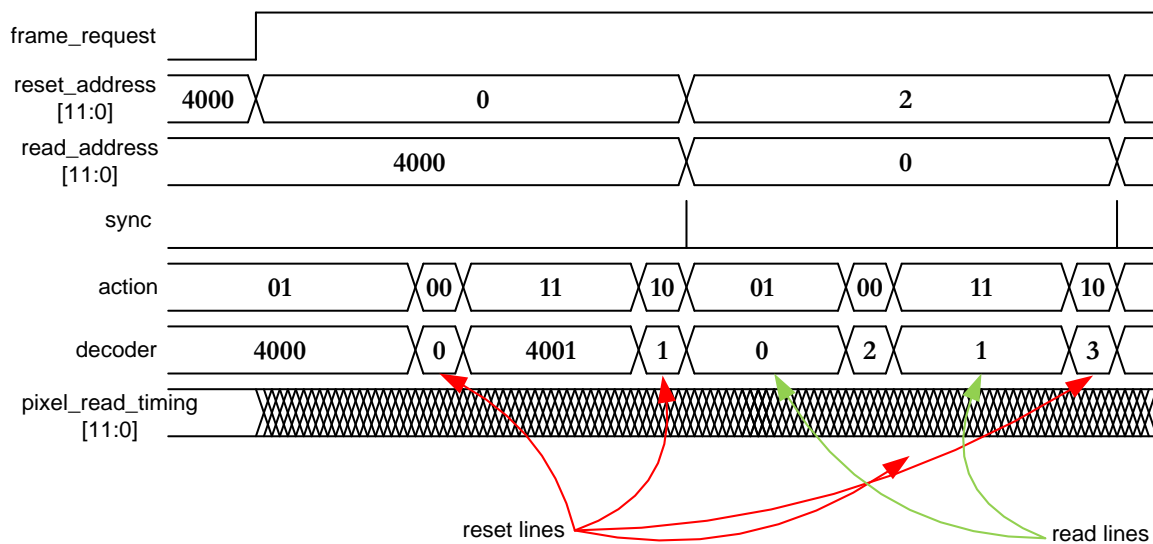 frame_request
reset_address
[11:0]
4000 0 2
read_address
[11:0]
4000 0
sync
action
01 00 11 10 01 00 11 10
decoder
4000 0 4001 1 0 2 1 3
pixel_read_timing
[11:0]
reset lines
read lines